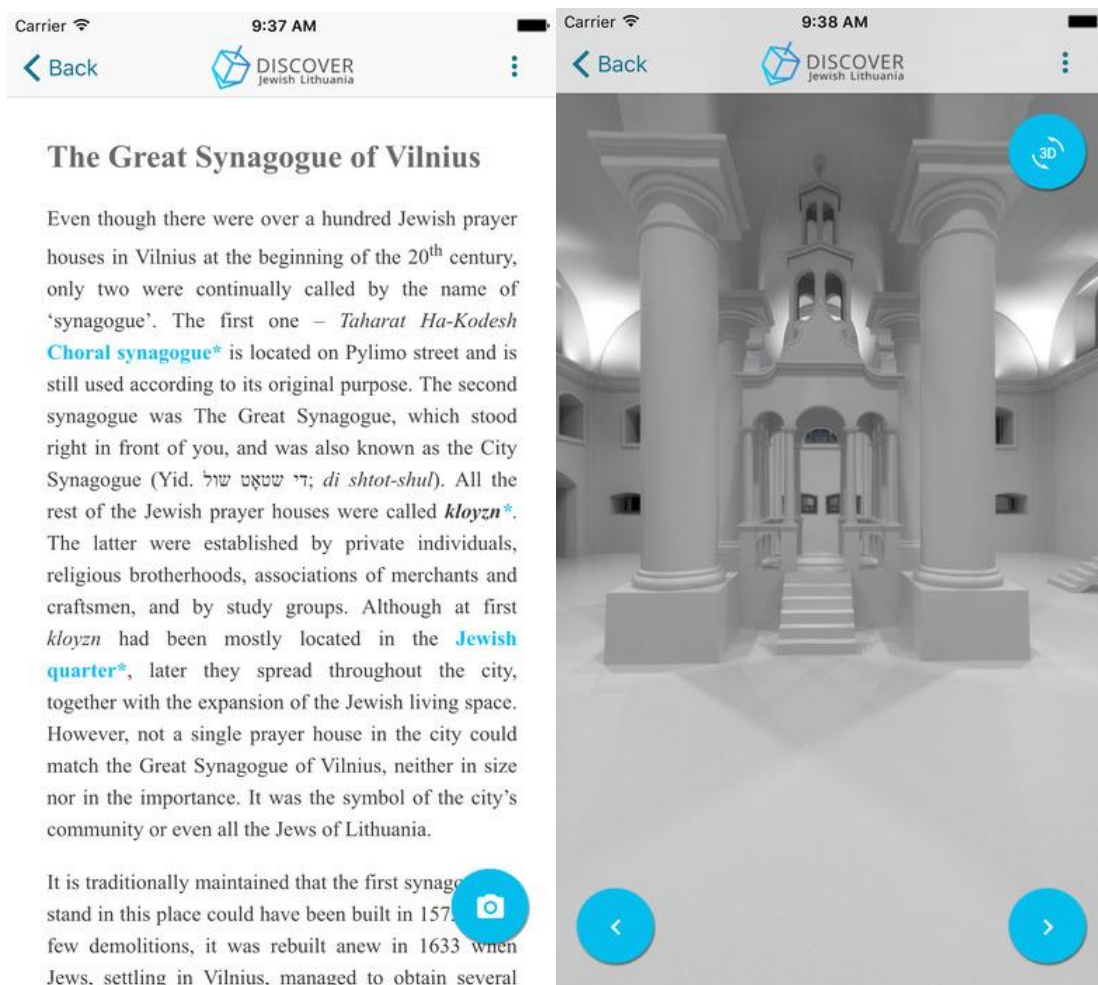 Carrier
9:37 AM
Back
DISCOVER
Jewish Lithuania
The Great Synagogue of Vilnius
Even though there were over a hundred Jewish prayer
houses in Vilnius at the beginning of the 20th century,
only two were continually called by the name of
‘synagogue’. The first one – Taharat Ha-Kodesh
Choral synagogue* is located on Pylimo street and is
still used according to its original purpose. The second
synagogue was The Great Synagogue, which stood
right in front of you, and was also known as the City
Synagogue (Yid. די שטאָט שול; di shtot-shul). All the
rest of the Jewish prayer houses were called kloyzn*.
The latter were established by private individuals,
religious brotherhoods, associations of merchants and
craftsmen, and by study groups. Although at first
kloyzn had been mostly located in the Jewish
quarter*, later they spread throughout the city,
together with the expansion of the Jewish living space.
However, not a single prayer house in the city could
match the Great Synagogue of Vilnius, neither in size
nor in the importance. It was the symbol of the city’s
community or even all the Jews of Lithuania.
It is traditionally maintained that the first
stand in this place could have been built in
few demolitions, it was rebuilt anew in 1633 when
Jews, settling in Vilnius, managed to obtain several
Carrier
9:38 AM
Back
DISCOVER
Jewish Lithuania
3D